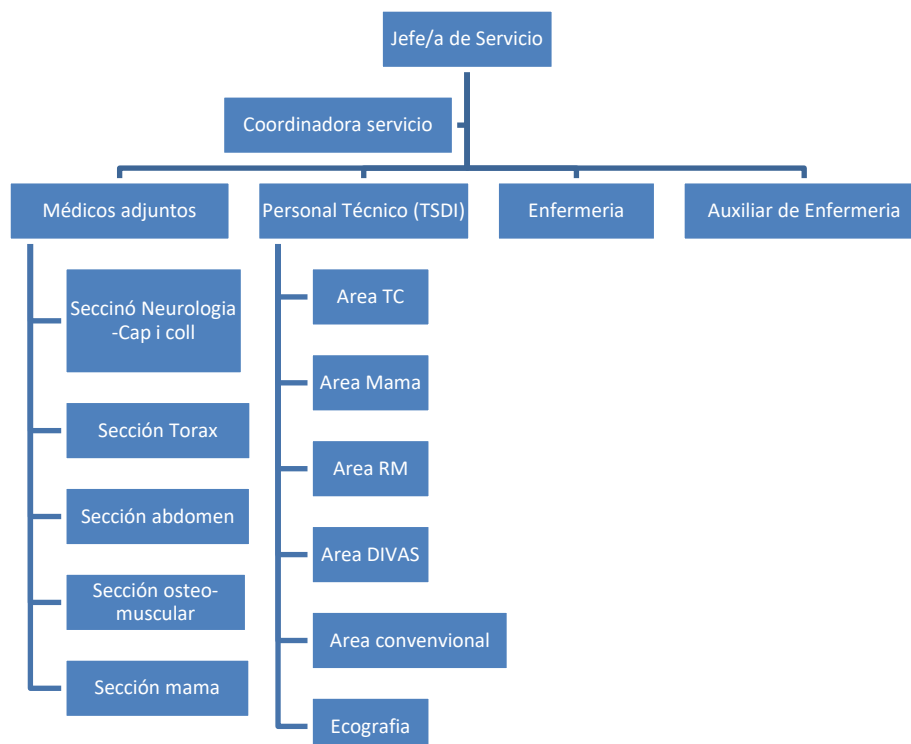 Jefe/a de Servicio
Coordinadora servicio
Médicos adjuntos
Personal Técnico (TSDI)
Enfermeria
Auxiliar de Enfermeria
Seccinó Neurologia
-Cap i coll
Sección Torax
Sección abdomen
Sección osteo-
muscular
Sección mama
Area TC
Area Mama
Area RM
Area DIVAS
Area convenvional
Ecografia